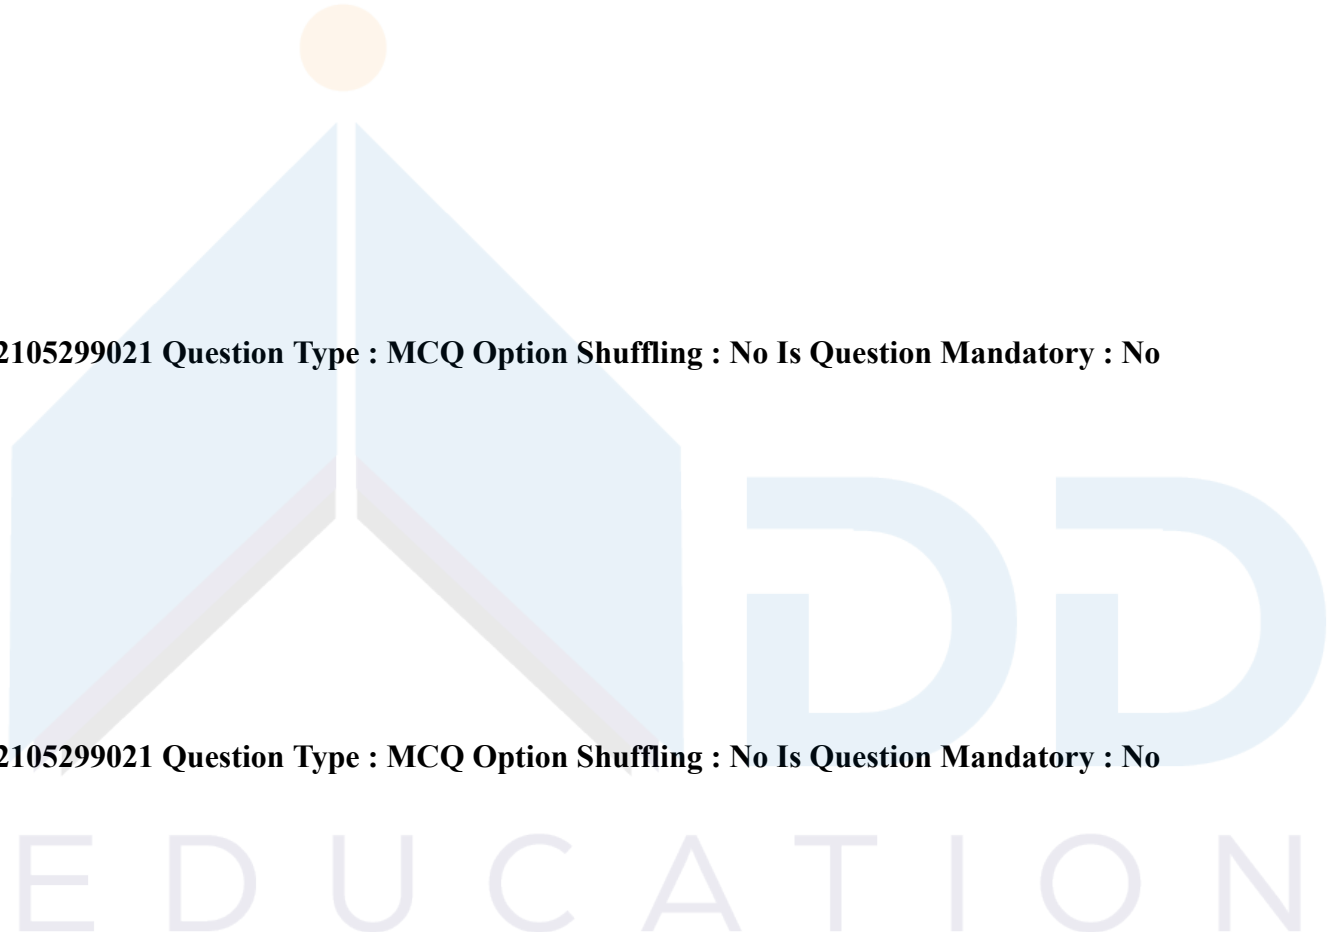 2105299021 Question Type : MCQ Option Shuffling : No Is Question Mandatory : No
DD
2105299021 Question Type : MCQ Option Shuffling : No Is Question Mandatory : No
EDUCATION